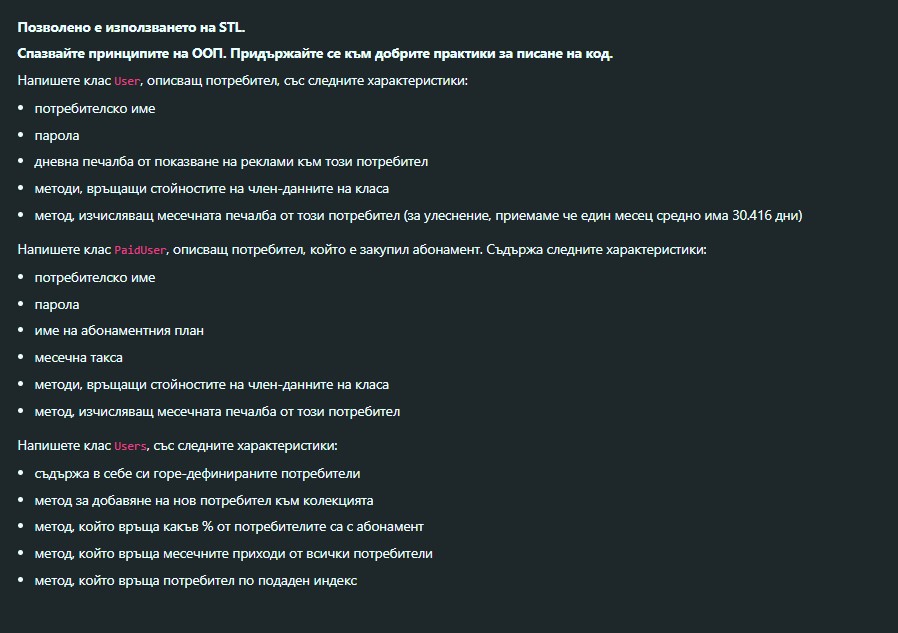 Позволено е използването на STL.
Спазвайте принципите на ООП. Придържайте се към добрите практики за писане на код.
Напишете клас User, описващ потребител, със следните характеристики:
• потребителско име
• парола
• дневна печалба от показване на реклами към този потребител
• методи, връщащи стойностите на член-данните на класа
• метод, изчисляващ месечната печалба от този потребител (за улеснение, приемаме че един месец средно има 30.416 дни)
Напишете клас PaidUser, описващ потребител, който е закупил абонамент. Съдържа следните характеристики:
• потребителско име
• парола
• име на абонаментния план
• месечна такса
• методи, връщащи стойностите на член-данните на класа
• метод, изчисляващ месечната печалба от този потребител
Напишете клас Users, със следните характеристики:
• съдържа в себе си горе-дефинираните потребители
• метод за добавяне на нов потребител към колекцията
• метод, който връща какъв % от потребителите са с абонамент
• метод, който връща месечните приходи от всички потребители
• метод, който връща потребител по подаден индекс